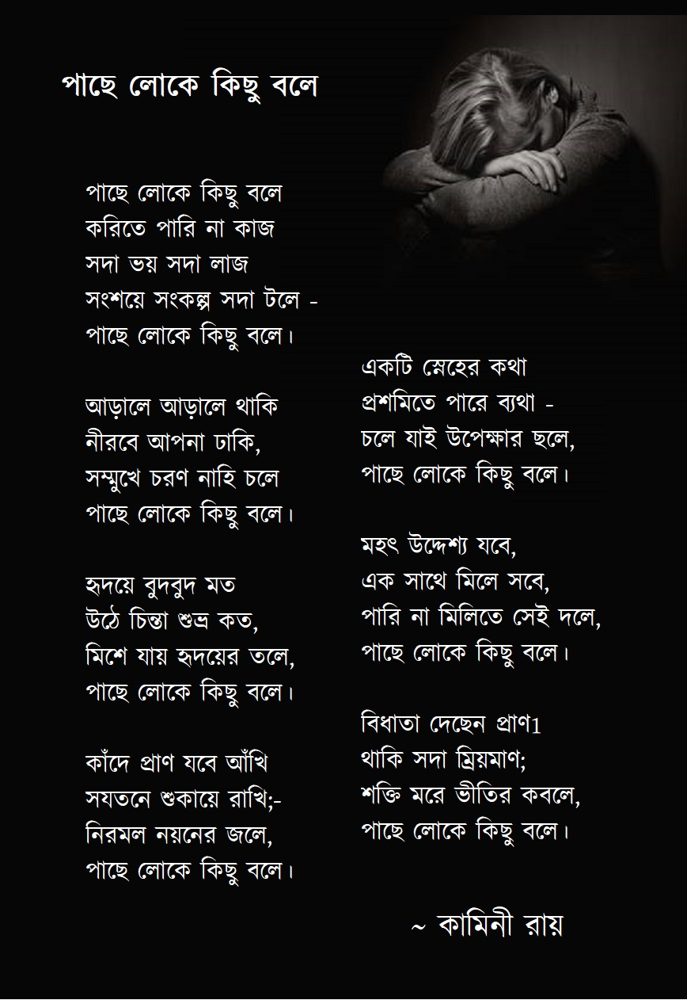 পাছে লোকে কিছু বলে
পাছে লোকে কিছু বলে
করিতে পারি না কাজ
সদা ভয় সদা লাজ
সংশয়ে সংকল্প সদা টলে -
পাছে লোকে কিছু বলে।
আড়ালে আড়ালে থাকি
নীরবে আপনা ঢাকি,
সম্মুখে চরণ নাহি চলে
পাছে লোকে কিছু বলে।
হৃদয়ে বুদবুদ মত
উঠে চিন্তা শুভ্র কত,
মিশে যায় হৃদয়ের তলে,
পাছে লোকে কিছু বলে।
কাঁদে প্রাণ যবে আঁখি
সযতনে শুকায়ে রাখি;-
নিরমল নয়নের জলে,
পাছে লোকে কিছু বলে।
একটি স্নেহের কথা
প্রশমিতে পারে ব্যথা -
চলে যাই উপেক্ষার ছলে,
পাছে লোকে কিছু বলে।
মহৎ উদ্দেশ্য যবে,
এক সাথে মিলে সবে,
পারি না মিলিতে সেই দলে,
পাছে লোকে কিছু বলে।
বিধাতা দেছেন প্রাণ1
থাকি সদা ম্রিয়মাণ;
শক্তি মরে ভীতির কবলে,
পাছে লোকে কিছু বলে।
~ কামিনী রায়